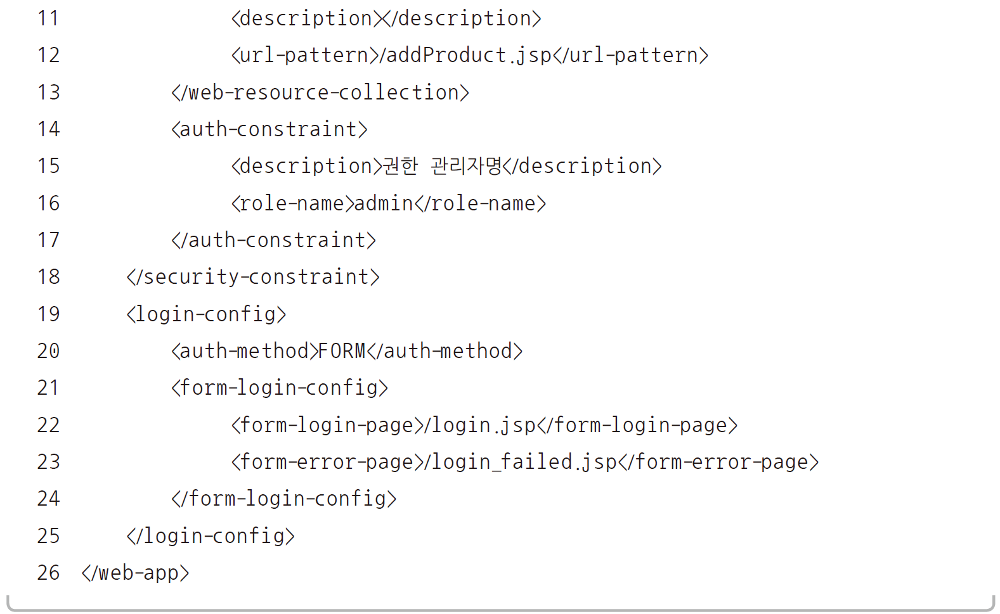 11 <description></description>
12 <url-pattern>/addProduct.jsp</url-pattern>
13 </web-resource-collection>
14 <auth-constraint>
15 <description>권한 관리자명</description>
16 <role-name>admin</role-name>
17 </auth-constraint>
18 </security-constraint>
19 <login-config>
20 <auth-method>FORM</auth-method>
21 <form-login-config>
22 <form-login-page>/login.jsp</form-login-page>
23 <form-error-page>/login_failed.jsp</form-error-page>
24 </form-login-config>
25 </login-config>
26 </web-app>